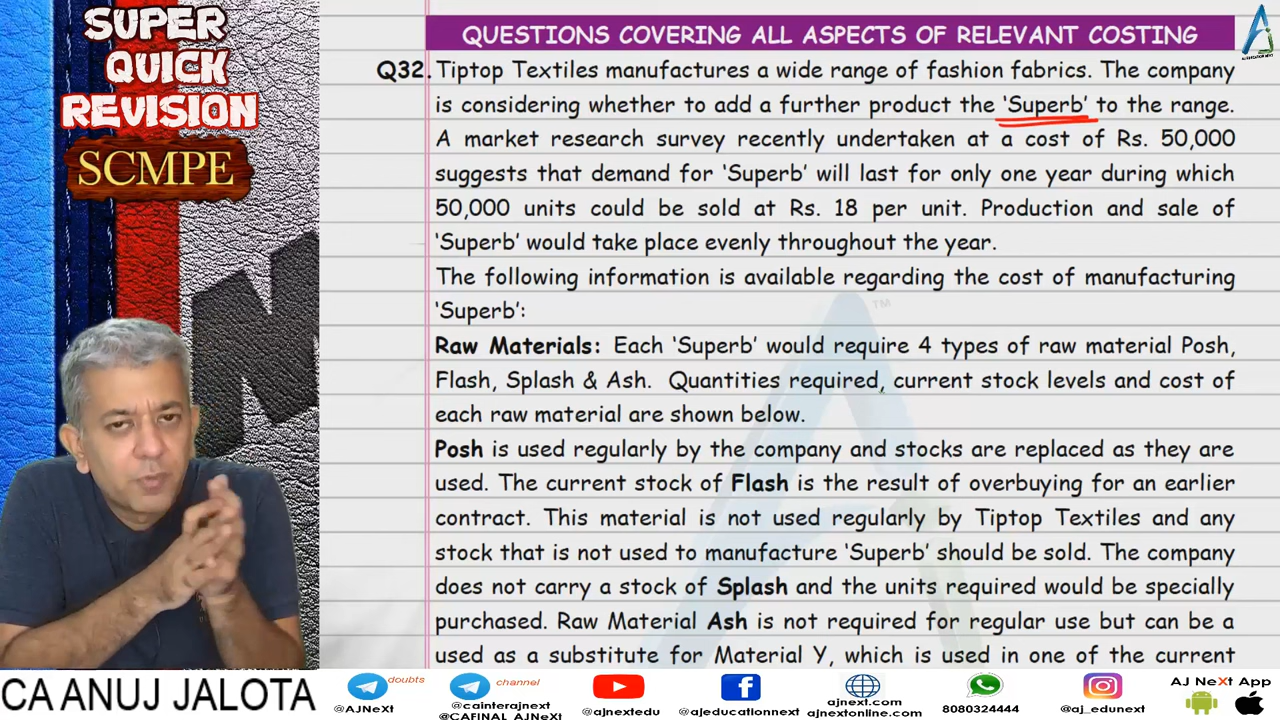 SUPER
QUICK
REVISION
SCMPE
QUESTIONS COVERING ALL ASPECTS OF RELEVANT COSTING
Q32. Tiptop Textiles manufactures a wide range of fashion fabrics. The company
is considering whether to add a further product the ‘Superb’ to the range.
A market research survey recently undertaken at a cost of Rs. 50,000
suggests that demand for ‘Superb’ will last for only one year during which
50,000 units could be sold at Rs. 18 per unit. Production and sale of
‘Superb’ would take place evenly throughout the year.
The following information is available regarding the cost of manufacturing
‘Superb’:
Raw Materials: Each ‘Superb’ would require 4 types of raw material Posh,
Flash, Splash & Ash. Quantities required, current stock levels and cost of
each raw material are shown below.
Posh is used regularly by the company and stocks are replaced as they are
used. The current stock of Flash is the result of overbuying for an earlier
contract. This material is not used regularly by Tiptop Textiles and any
stock that is not used to manufacture ‘Superb’ should be sold. The company
does not carry a stock of Splash and the units required would be specially
purchased. Raw Material Ash is not required for regular use but can be a
used as a substitute for Material Y, which is used in one of the current
CA ANUJ JALOTA
doubts
@AJNeXt
channel
@cainterajnext
@CAFINAL_AJNeXt
@ajnextedu
@ajeducationnext
ajnext.com
ajnextonline.com
8080324444
@aj_edunext
AJ NeXt App